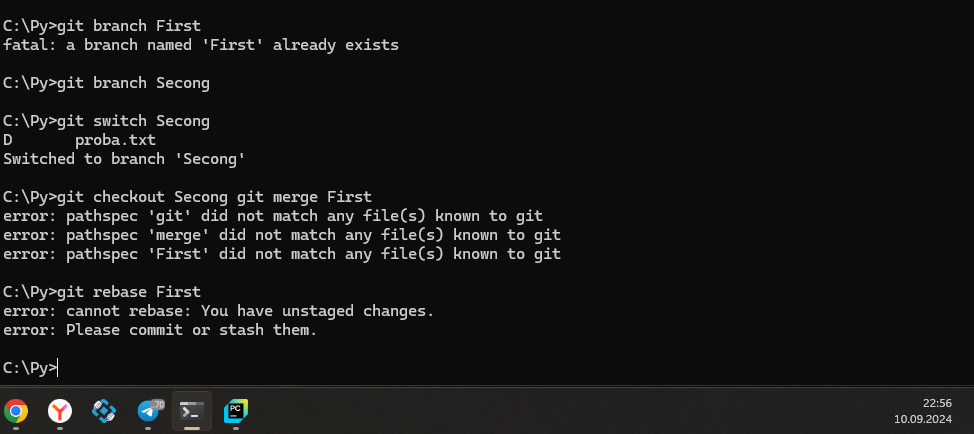 C:\Py>git branch First
fatal: a branch named 'First' already exists
C:\Py>git branch Secong
C:\Py>git switch Secong
D       proba.txt
Switched to branch 'Secong'
C:\Py>git checkout Secong git merge First
error: pathspec 'git' did not match any file(s) known to git
error: pathspec 'merge' did not match any file(s) known to git
error: pathspec 'First' did not match any file(s) known to git
C:\Py>git rebase First
error: cannot rebase: You have unstaged changes.
error: Please commit or stash them.
C:\Py>
70
PC
22:56
10.09.2024